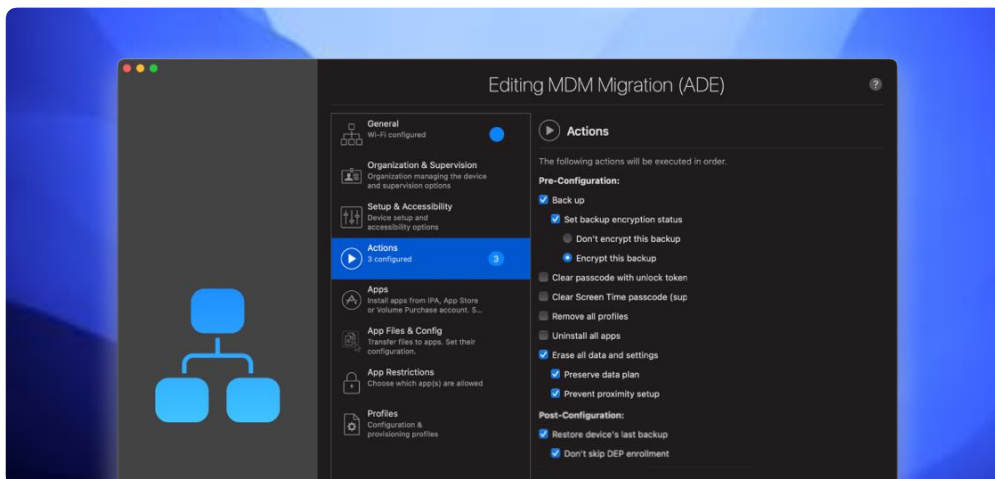 Editing MDM Migration (ADE)
?
General
Wi-Fi configured
Organization & Supervision
Organization managing the device
and supervision options
Setup & Accessibility
Device setup and
accessibility options
Actions
3 configured
3
Apps
Install apps from IPA, App Store
or Volume Purchase account. S...
App Files & Config
Transfer files to apps. Set their
configuration.
App Restrictions
Choose which app(s) are allowed
Profiles
Configuration &
provisioning profiles
Actions
The following actions will be executed in order.
Pre-Configuration:
Back up
Set backup encryption status
Don't encrypt this backup
Encrypt this backup
Clear passcode with unlock token
Clear Screen Time passcode (sup
Remove all profiles
Uninstall all apps
Erase all data and settings
Preserve data plan
Prevent proximity setup
Post-Configuration:
Restore device's last backup
Don't skip DEP enrollment